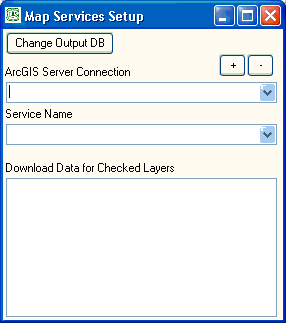 Map Services Setup
Change Output DB
+ -
ArcGIS Server Connection
Service Name
Download Data for Checked Layers